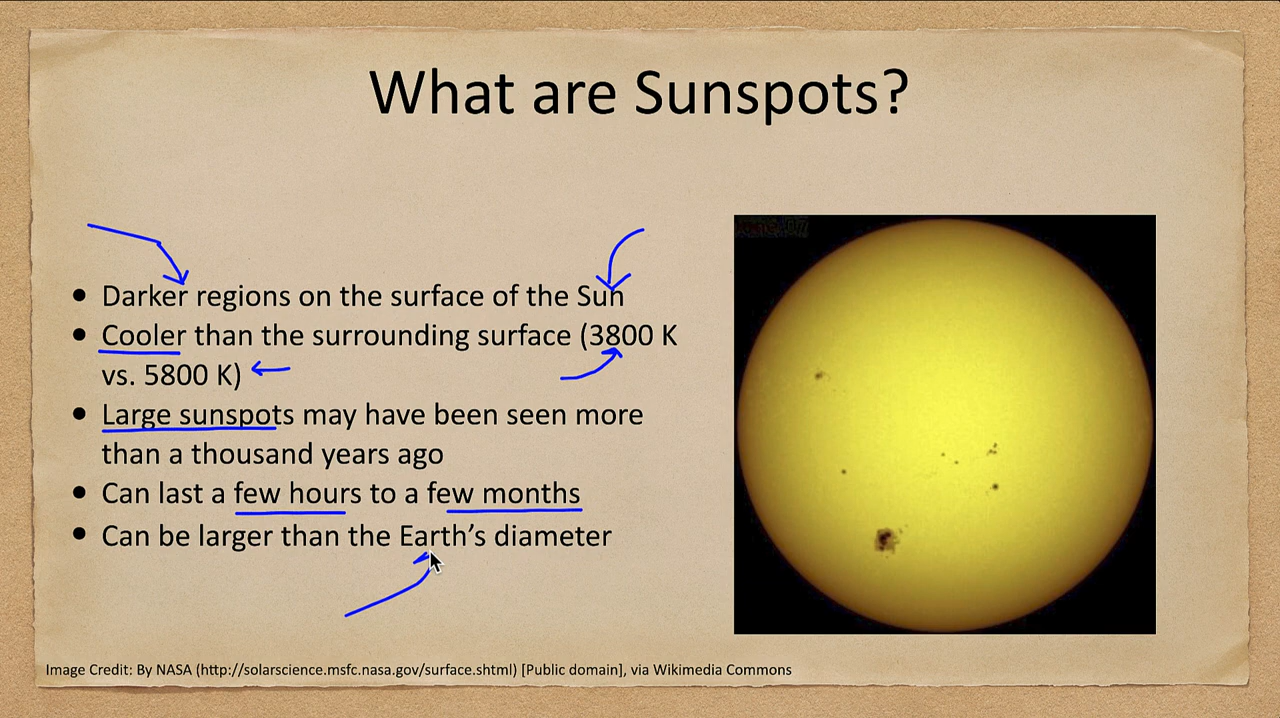 What are Sunspots?
• Darker regions on the surface of the Sun
• Cooler than the surrounding surface (3800 K
vs. 5800 K)
• Large sunspots may have been seen more
than a thousand years ago
• Can last a few hours to a few months
• Can be larger than the Earth’s diameter
Image Credit: By NASA (http://solarscience.msfc.nasa.gov/surface.shtml) [Public domain], via Wikimedia Commons